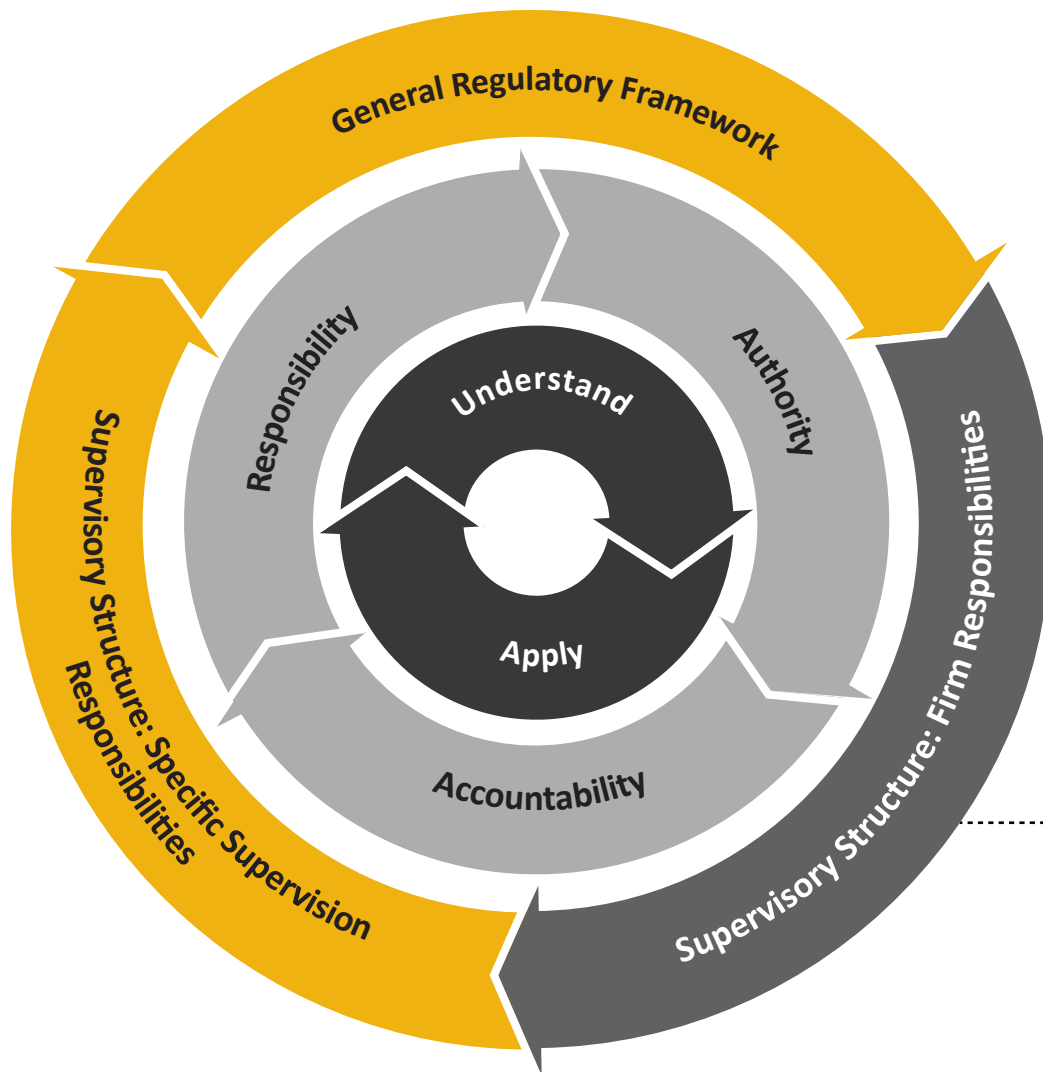 General Regulatory Framework
Supervisory Structure: Firm Responsibilities
Supervisory Structure: Specific Supervision
Responsibilities
Responsibility
Authority
Accountability
Understand
Apply